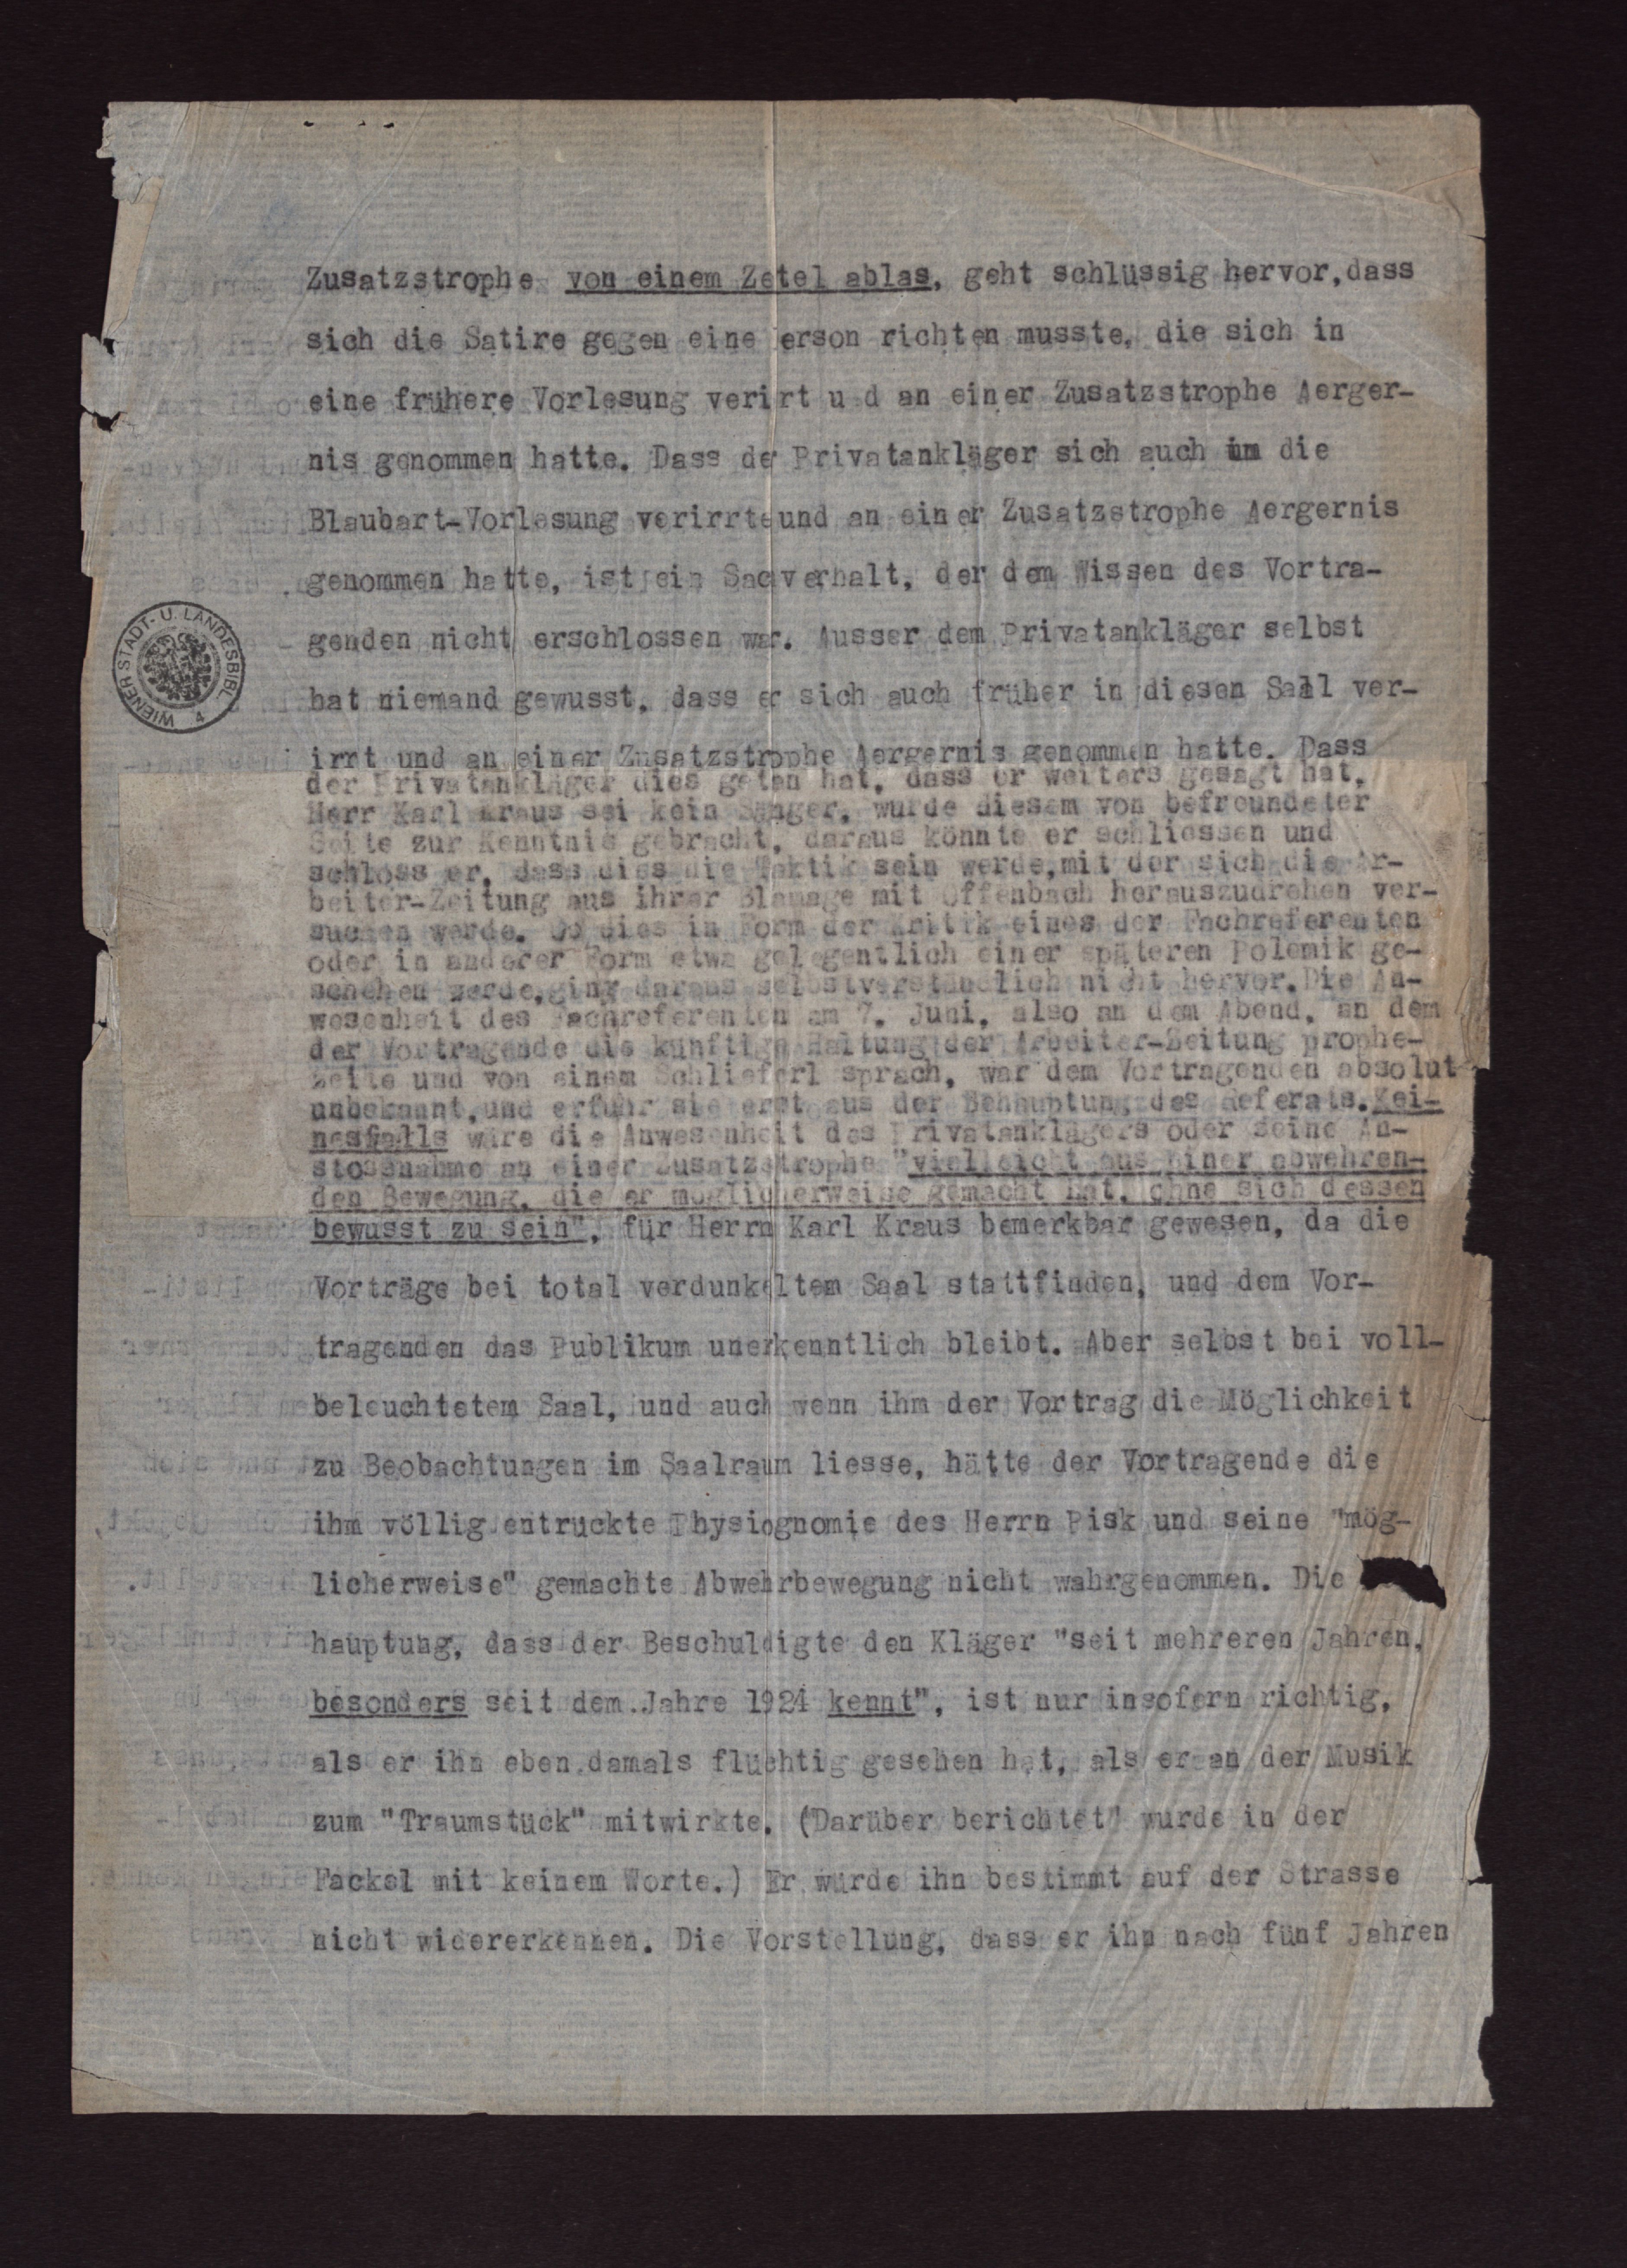 Zusatzstrophe von einem Zetel ablas, geht schlüssig hervor, dass
sich die Satire gegen eine erson richten musste, die sich in
eine frühere Vorlesung verirrt u d an einer Zusatzstrophe Aerger-
nis genommen hatte. Dass der Privatankläger sich auch in die
Blaubart-Vorlesung verirrte und an einer Zusatzstrophe Aergernis
genommen hatte, ist ein Sachverhalt, der dem Wissen des Vortra-
genden nicht erschlossen war. Ausser dem Privatankläger selbst
hat niemand gewusst, dass er sich auch früher in diesen Saal ver-
irrt und an einer Zusatzstrophe Aergernis genommen hatte. Dass
der Privatankläger dies getan hat, dass er weiters gesagt hat,
Herr Karl Kraus sei kein Sänger, wurde diesem von befreundeter
Seite zur Kenntnis gebracht, daraus konnte er schliessen und
schloss er, dass dies die Taktik sein werde, mit der sich die Ar-
beiter-Zeitung aus ihrer Blamage mit Offenbach herauszudrehen ver-
suchen werde. Ob dies in Form der Kritik eines der Fachreferenten
oder in anderer Form etwa gelegentlich einer späteren Polemik ge-
schehen werde, ging daraus selbstverständlich nicht hervor. Die An-
wesenheit des Fachreferenten am 7. Juni, also an dem Abend, an dem
der Vortragende die künftige Haltung der Arbeiter-Zeitung prophe-
zeite und von einem Schlieferl sprach, war dem Vortragenden absolut
unbekannt, und erfuhr sie erst aus der Behauptung des Referats. Kei-
nesfalls wäre die Anwesenheit des Privatanklägers oder seine An-
stossnahme an einer Zusatzstrophe "vielleicht aus einer abwehren-
den Bewegung, die er möglicherweise gemacht hat, ohne sich dessen
bewusst zu sein", für Herrn Karl Kraus bemerkbar gewesen, da die
Vorträge bei total verdunkeltem Saal stattfinden, und dem Vor-
tragenden das Publikum unerkenntlich bleibt. Aber selbst bei voll-
beleuchtetem Saal, und auch wenn ihm der Vortrag die Möglichkeit
zu Beobachtungen im Saalraum liesse, hätte der Vortragende die
ihm völlig entrückte Physiognomie des Herrn Pisk und seine "mög-
licherweise" gemachte Abwehrbewegung nicht wahrgenommen. Die
hauptung, dass der Beschuldigte den Kläger "seit mehreren Jahren,
besonders seit dem Jahre 1924 kennt", ist nur insofern richtig,
als er ihn eben damals flüchtig gesehen hat, als er an der Musik
zum "Traumstück" mitwirkte. ("Darüber berichtet" wurde in der
Fackel mit keinem Worte.) Er würde ihn bestimmt auf der Strasse
nicht widererkennen. Die Vorstellung, dass er ihn nach fünf Jahren
WIENER STADT- U. LANDESBIBL. 4